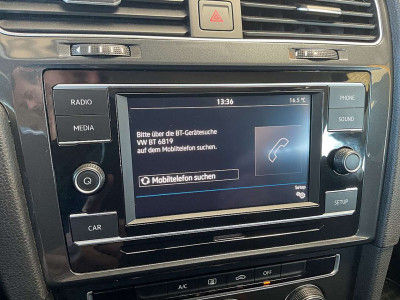 RADIO
MEDIA
CAR
13:36
16.5 °C
Bitte über die BT-Gerätesuche
VW BT 6819
auf dem Mobiltelefon suchen.
Mobiltelefon suchen
Setup
PHONE
SOUND
SETUP
A/C
OFF